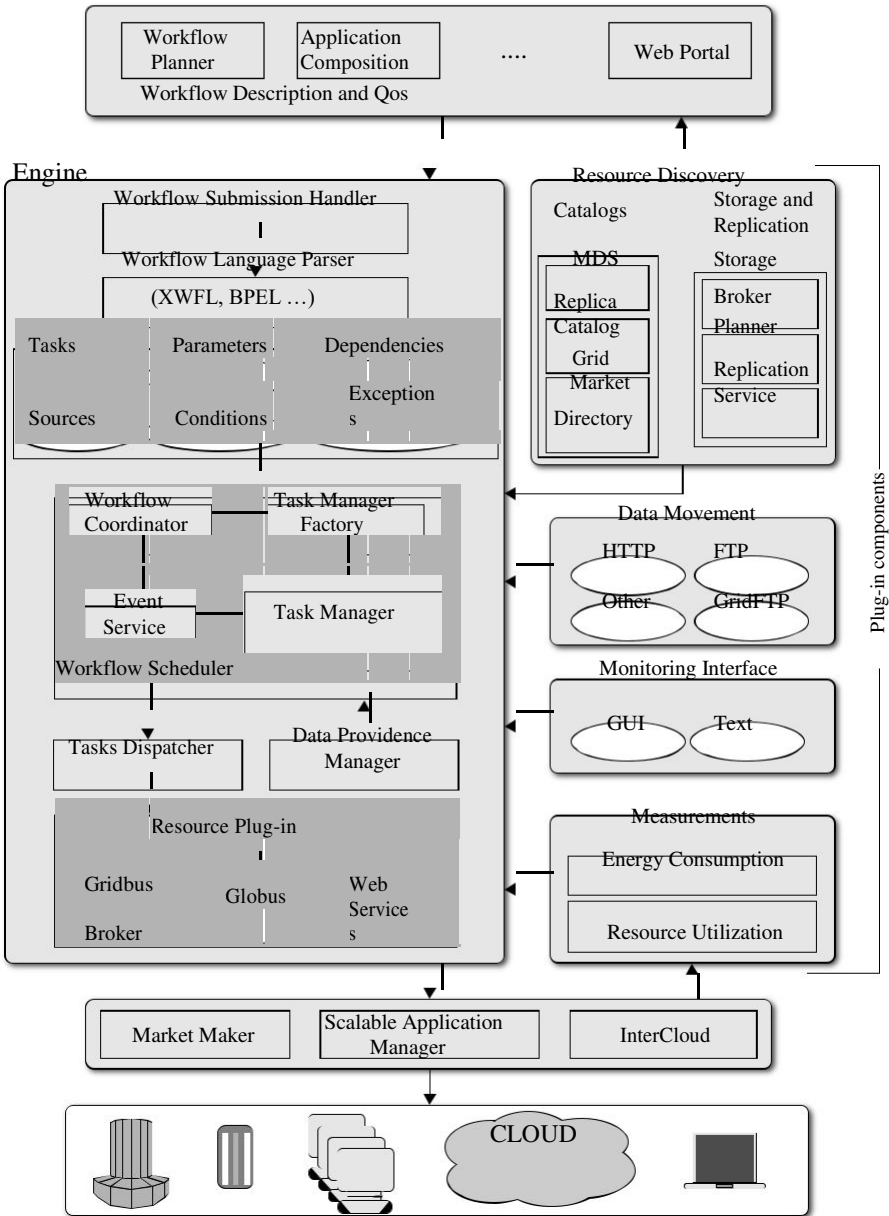 Workflow
Planner
Application
Composition
....
Web Portal
Workflow Description and Qos
Engine
Workflow Submission Handler
Workflow Language Parser
(XWFL, BPEL …)
Tasks
Parameters
Dependencies
Sources
Conditions
Exception
s
Workflow
Coordinator
Task Manager
Factory
Event
Service
Task Manager
Workflow Scheduler
Tasks Dispatcher
Data Providence
Manager
Resource Plug-in
Gridbus
Broker
Globus
Web
Service
s
Resource Discovery
Catalogs
MDS
Replica
Catalog
Grid
Market
Directory
Storage and
Replication
Storage
Broker
Planner
Replication
Service
Data Movement
HTTP
FTP
Other
GridFTP
Monitoring Interface
GUI
Text
Measurements
Energy Consumption
Resource Utilization
Plug-in components
Market Maker
Scalable Application
Manager
InterCloud
CLOUD